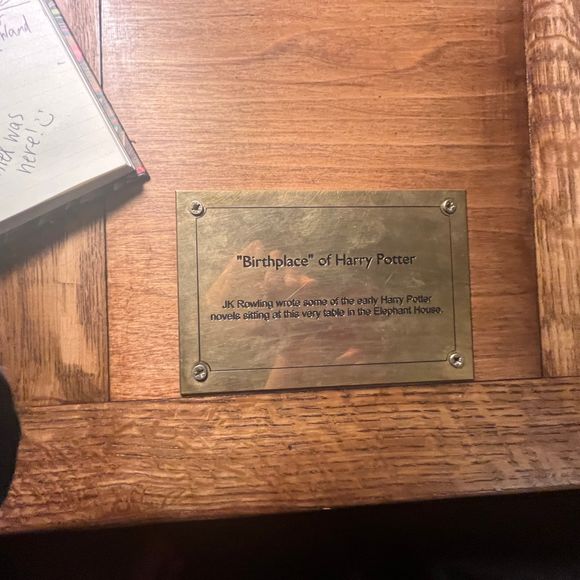 was
here!
"Birthplace" of Harry Potter
JK Rowling wrote some of the early Harry Potter
novels sitting at this very table in the Elephant House.